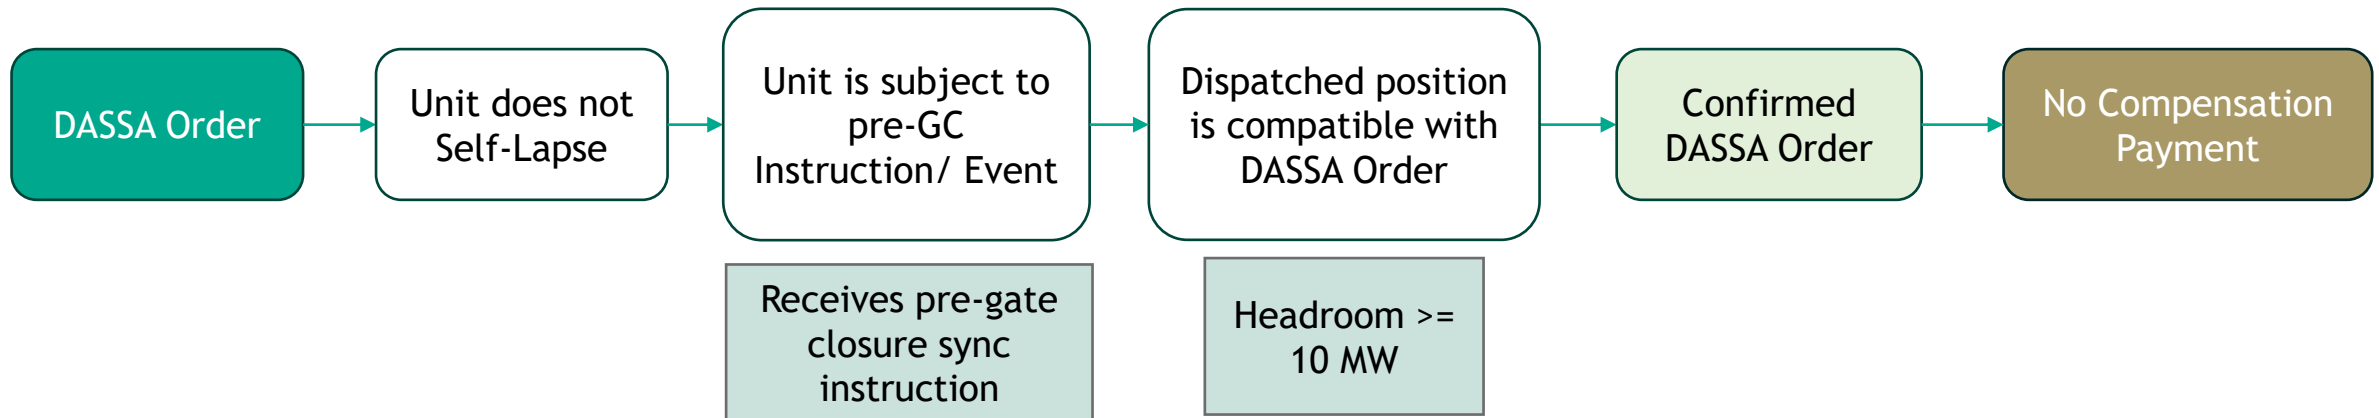 DASSA Order
Unit does not
Self-Lapse
Unit is subject to
pre-GC
Instruction/ Event
Dispatched position
is compatible with
DASSA Order
Confirmed
DASSA Order
No Compensation
Payment
Receives pre-gate
closure sync
instruction
Headroom >=
10 MW